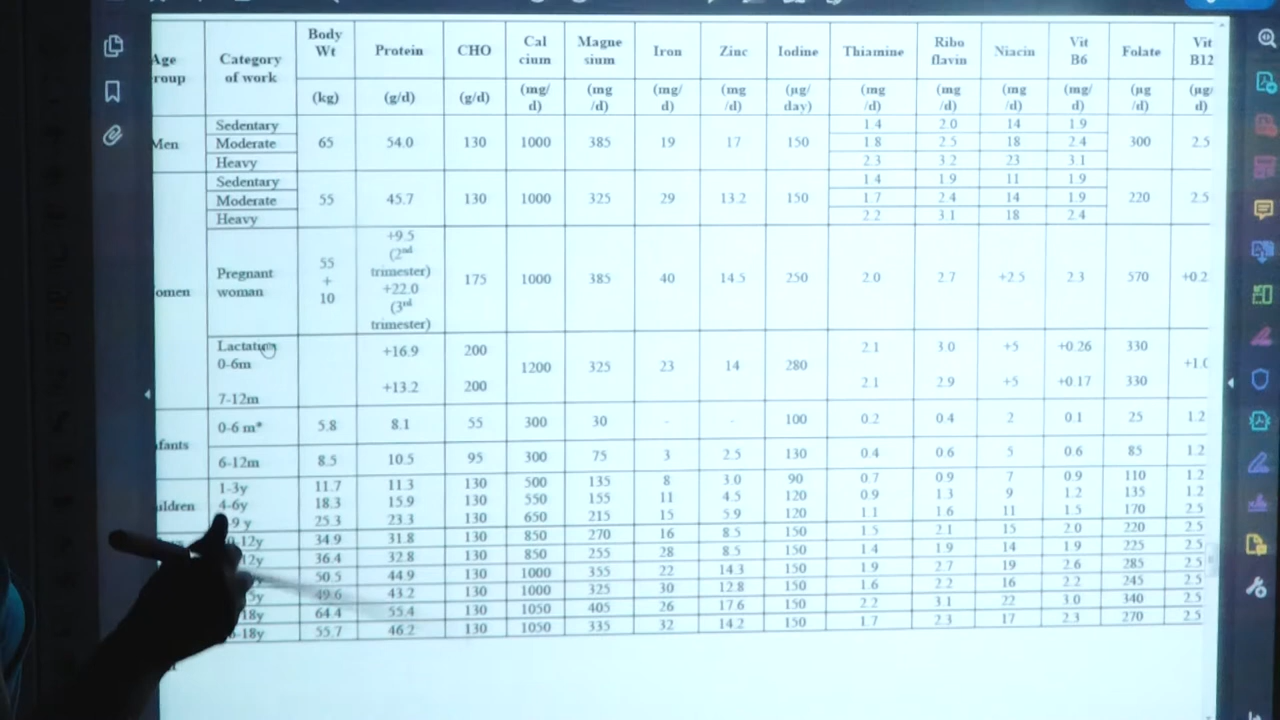 Age roup Category of work Body Wt Protein CHO Cal cium Magne sium Iron Zinc Iodine Thiamine Ribo flavin Niacin Vit B6 Folate Vit B12
(kg) (g/d) (g/d) (mg/ d) (mg /d) (mg/ d) (mg /d) (µg/ day) (mg /d) (mg /d) (mg /d) (mg/ d) (µg /d) (µg/ d)
Men Sedentary 65 54.0 130 1000 385 19 17 150 1.4 2.0 14 1.9 300 2.5
Moderate 1.8 2.5 18 2.4
Heavy 2.3 3.2 23 3.1
omen Sedentary 55 45.7 130 1000 325 29 13.2 150 1.4 1.9 11 1.9 220 2.5
Moderate 1.7 2.4 14 1.9
Heavy 2.2 3.1 18 2.4
Pregnant woman 55 + 10 +9.5 (2nd trimester) +22.0 (3rd trimester) 175 1000 385 40 14.5 250 2.0 2.7 +2.5 2.3 570 +0.2
Lactation 0-6m +16.9 200 1200 325 23 14 280 2.1 3.0 +5 +0.26 330 +1.0
7-12m +13.2 200 2.1 2.9 +5 +0.17 330
nfants 0-6 m* 5.8 8.1 55 300 30 - - 100 0.2 0.4 2 0.1 25 1.2
6-12m 8.5 10.5 95 300 75 3 2.5 130 0.4 0.6 5 0.6 85 1.2
ildren 1-3y 11.7 11.3 130 500 135 8 3.0 90 0.7 0.9 7 0.9 110 1.2
4-6y 18.3 15.9 130 550 155 11 4.5 120 0.9 1.3 9 1.2 135 1.2
9 y 25.3 23.3 130 650 215 15 5.9 120 1.1 1.6 11 1.5 170 2.5
12y 34.9 31.8 130 850 270 16 8.5 150 1.5 2.1 15 2.0 220 2.5
12y 36.4 32.8 130 850 255 28 8.5 150 1.4 1.9 14 1.9 225 2.5
50.5 44.9 130 1000 355 22 14.3 150 1.9 2.7 19 2.6 285 2.5
5y 49.6 43.2 130 1000 325 30 12.8 150 1.6 2.2 16 2.2 245 2.5
18y 64.4 55.4 130 1050 405 26 17.6 150 2.2 3.1 22 3.0 340 2.5
-18y 55.7 46.2 130 1050 335 32 14.2 150 1.7 2.3 17 2.3 270 2.5